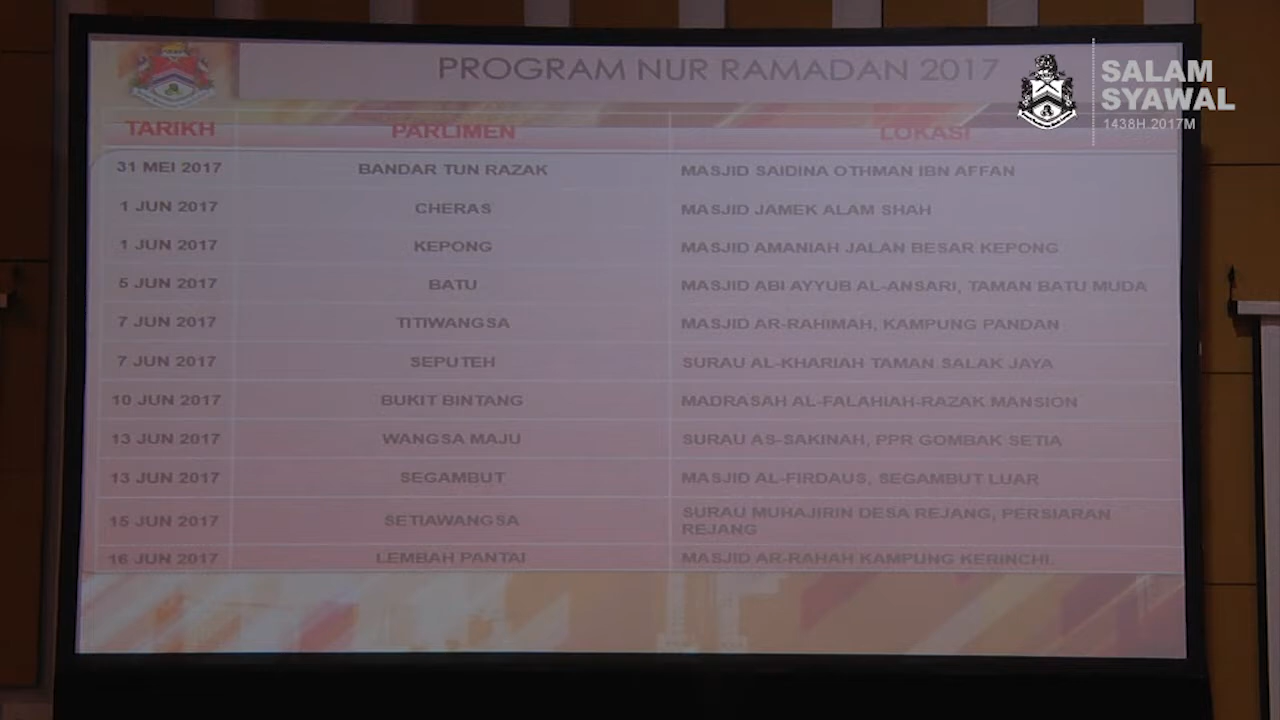 PROGRAM NUR RAMADAN 2017
SALAM
SYAWAL
1438H 2017M
TARIKH PARLIMEN LOKASI
31 MEI 2017 BANDAR TUN RAZAK MASJID SAIDINA OTHMAN IBN AFFAN
1 JUN 2017 CHERAS MASJID JAMEK ALAM SHAH
1 JUN 2017 KEPONG MASJID AMANIAH JALAN BESAR KEPONG
5 JUN 2017 BATU MASJID ABI AYYUB AL-ANSARI, TAMAN BATU MUDA
7 JUN 2017 TITIWANGSA MASJID AR-RAHIMAH, KAMPUNG PANDAN
7 JUN 2017 SEPUTEH SURAU AL-KHARIAH TAMAN SALAK JAYA
10 JUN 2017 BUKIT BINTANG MADRASAH AL-FALAHIAH-RAZAK MANSION
13 JUN 2017 WANGSA MAJU SURAU AS-SAKINAH, PPR GOMBAK SETIA
13 JUN 2017 SEGAMBUT MASJID AL-FIRDAUS, SEGAMBUT LUAR
15 JUN 2017 SETIAWANGSA SURAU MUHAJIRIN DESA REJANG, PERSIARAN
REJANG
16 JUN 2017 LEMBAH PANTAI MASJID AR-RAHAH KAMPUNG KERINCHI.